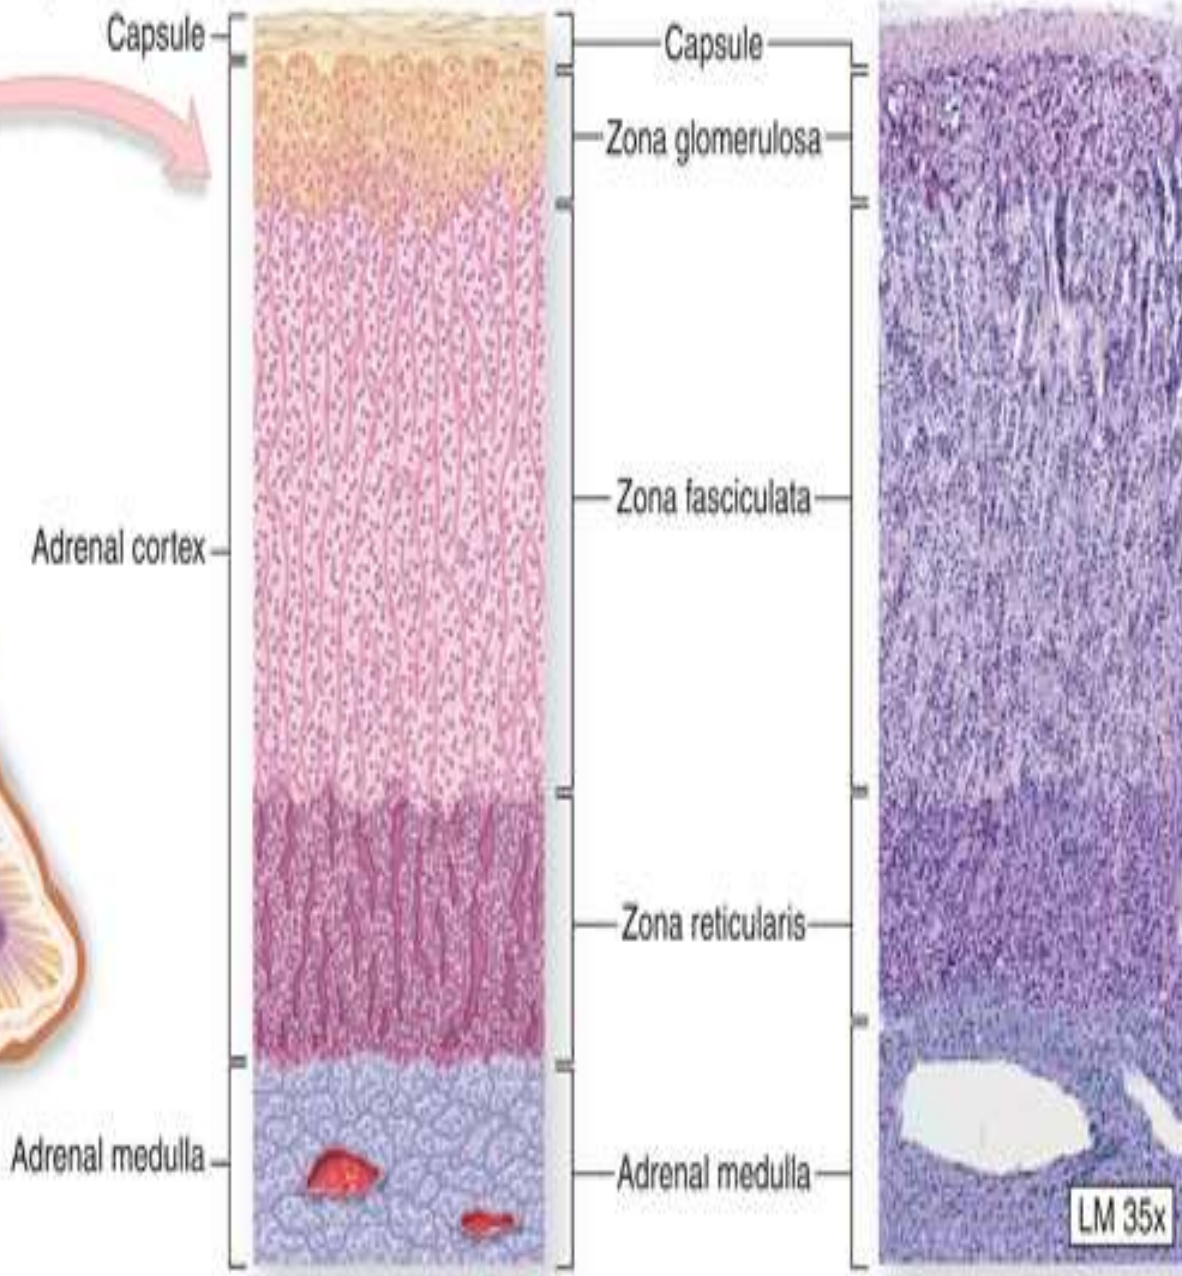 Capsule
Capsule
Zona glomerulosa
Zona fasciculata
Adrenal cortex
Zona reticularis
Adrenal medulla
Adrenal medulla
LM 35x